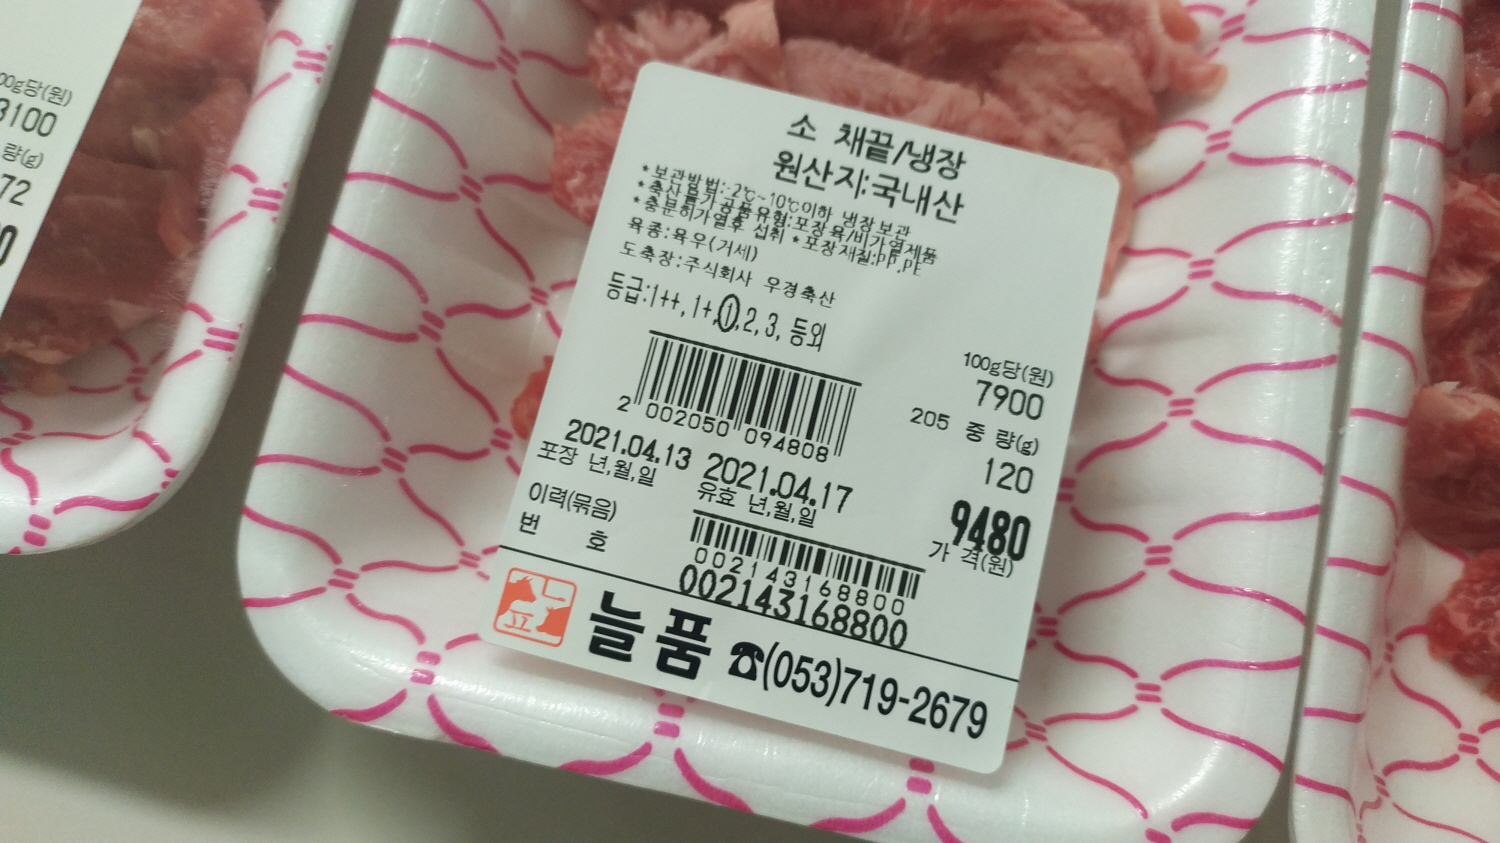 00g당(원)
3100
량(g)
72
0
소 채끝/냉장
원산지:국내산
*보관방법:-2℃~10℃이하 냉장보관
*축산물가공품유형:포장육/비가열제품
*충분히가열후 섭취 *포장재질:PP,PE
육종:육우(거세)
도축장:주식회사 우경축산
등급:1++, 1+, 1, 2, 3, 등외
100g당(원)
7900
205 중 량(g)
120
9480
가 격(원)
2 002050 094808
2021.04.13 2021.04.17
포장 년,월,일 유효 년,월,일
이력(묶음)
번 호
002143168800
002143168800
늘품 ☎(053)719-2679